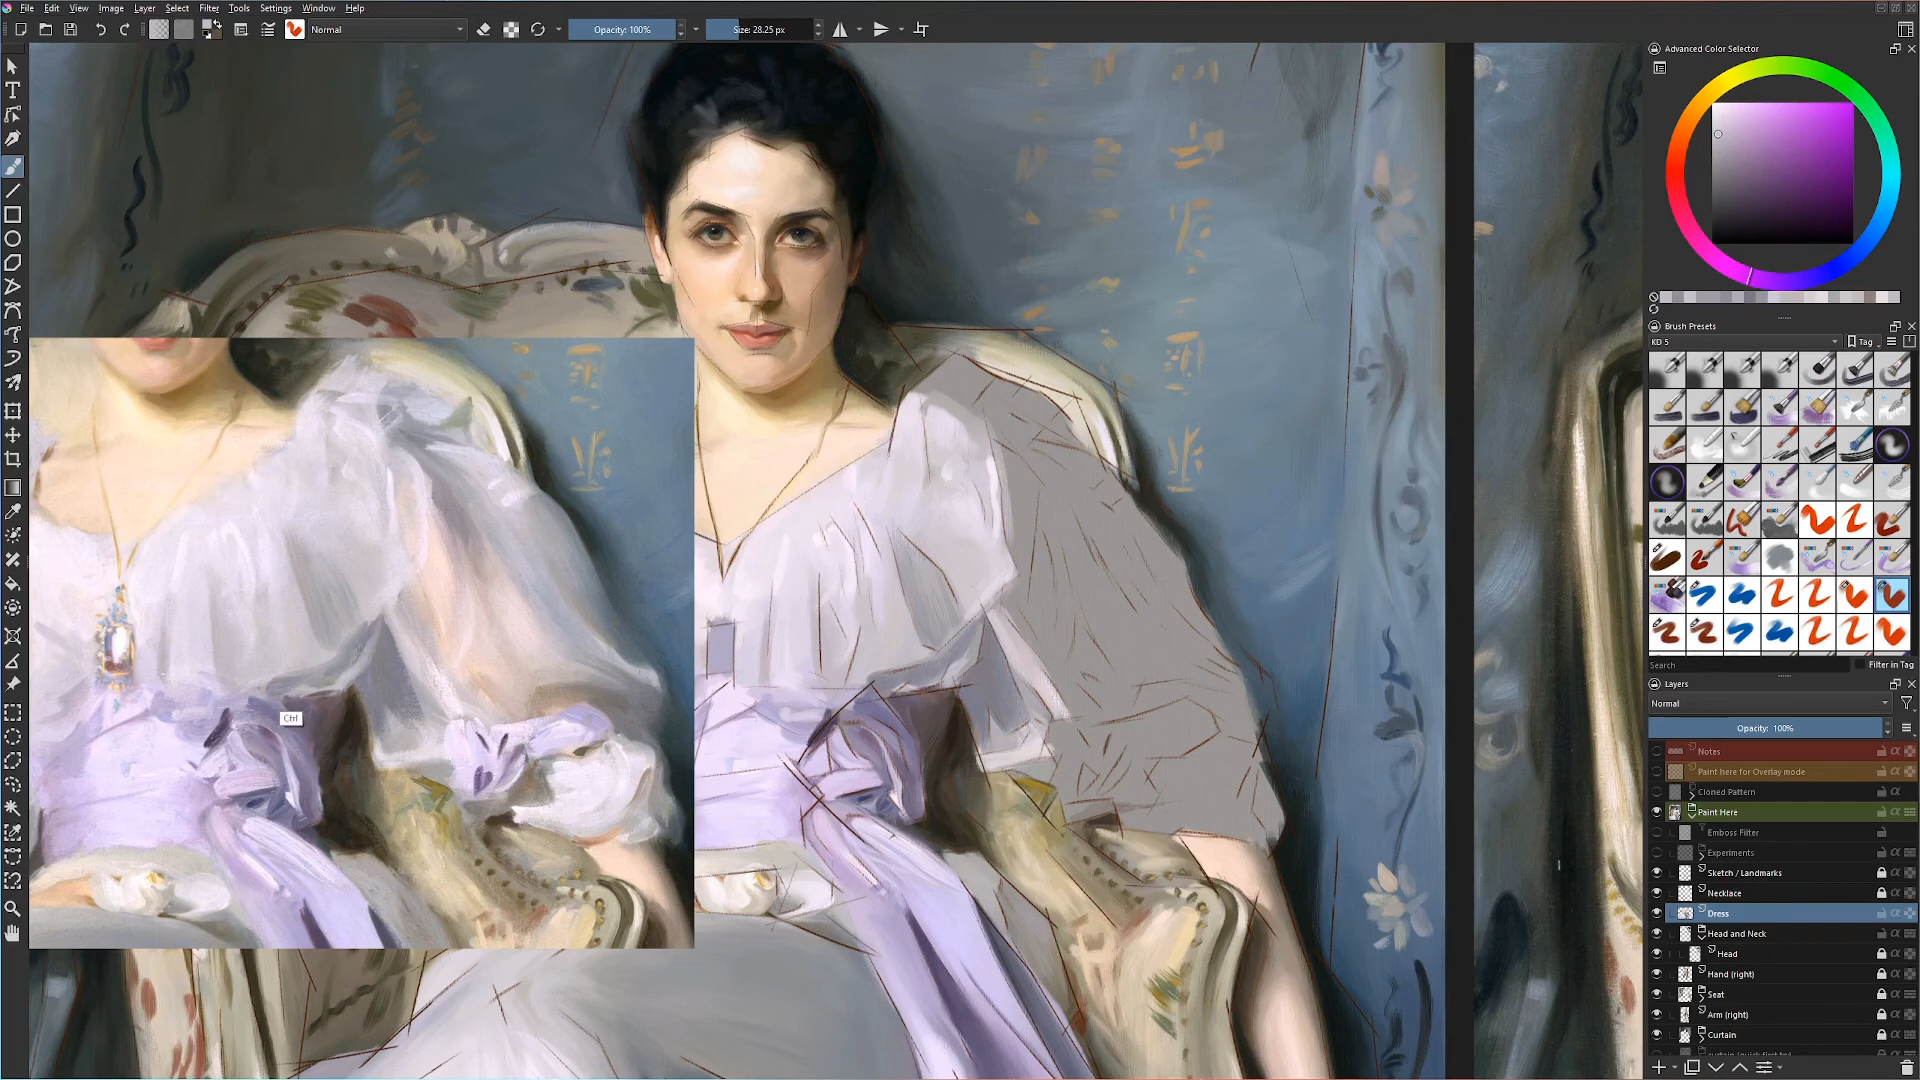 File Edit View Image Layer Select Filter Tools Settings Window Help
Normal
Opacity: 100%
Size: 28.25 px
Advanced Color Selector
Brush Presets
KD 5
Tag
Search
Filter in Tag
Layers
Normal
Opacity: 100%
Notes
Paint here for Overlay mode
Cloned Pattern
Paint Here
Emboss Filter
Experiments
Sketch / Landmarks
Necklace
Dress
Head and Neck
Head
Hand (right)
Seat
Arm (right)
Curtain
Ctrl